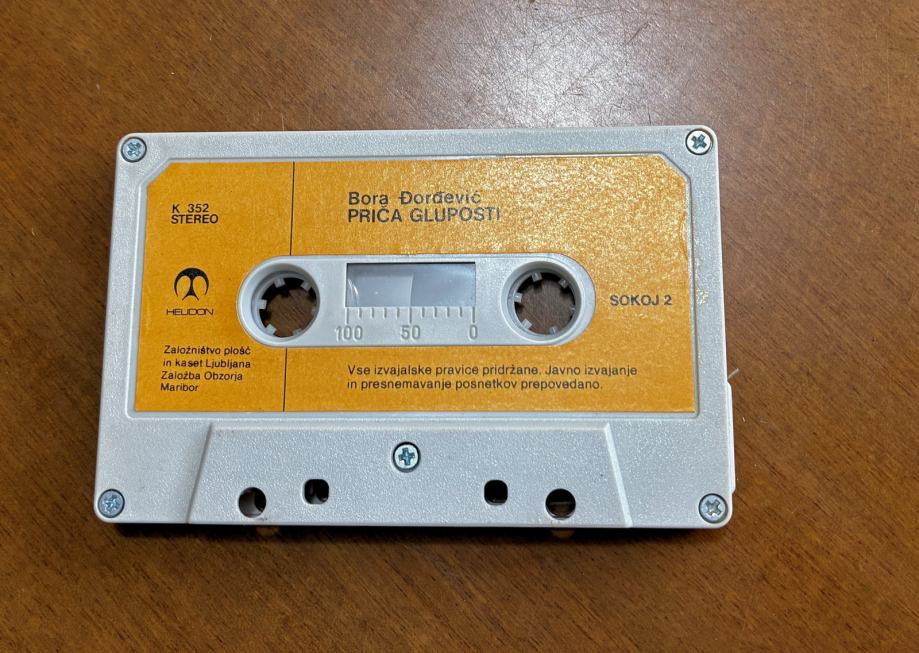 K 352
STEREO
Bora Đorđević
PRIČA GLUPOSTI
HELIDON
100 50 0
SOKOJ 2
Založništvo plošč
in kaset Ljubljana
Založba Obzorja
Maribor
Vse izvajalske pravice pridržane. Javno izvajanje
in presnemavanje posnetkov prepovedano.